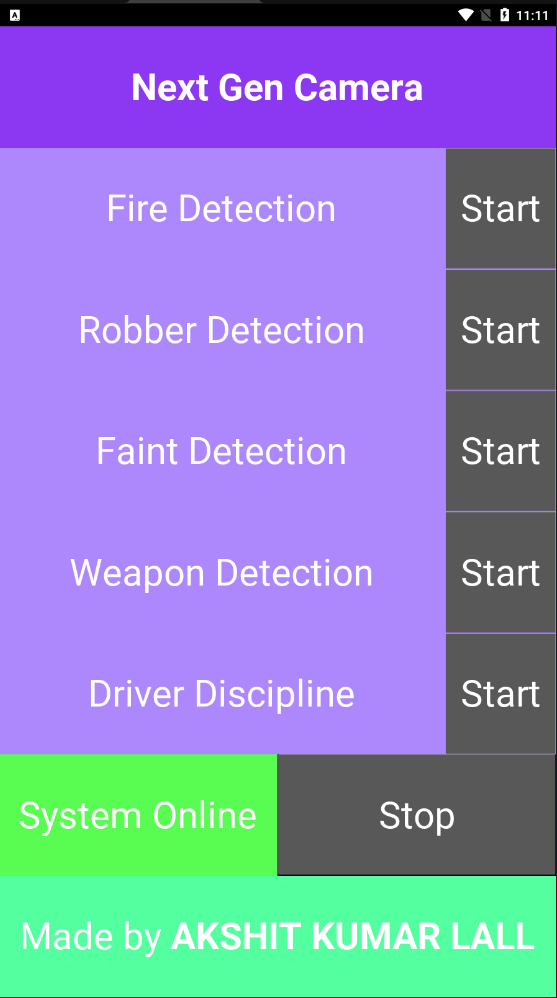 A
11:11
Next Gen Camera
Fire Detection
Start
Robber Detection
Start
Faint Detection
Start
Weapon Detection
Start
Driver Discipline
Start
System Online
Stop
Made by AKSHIT KUMAR LALL